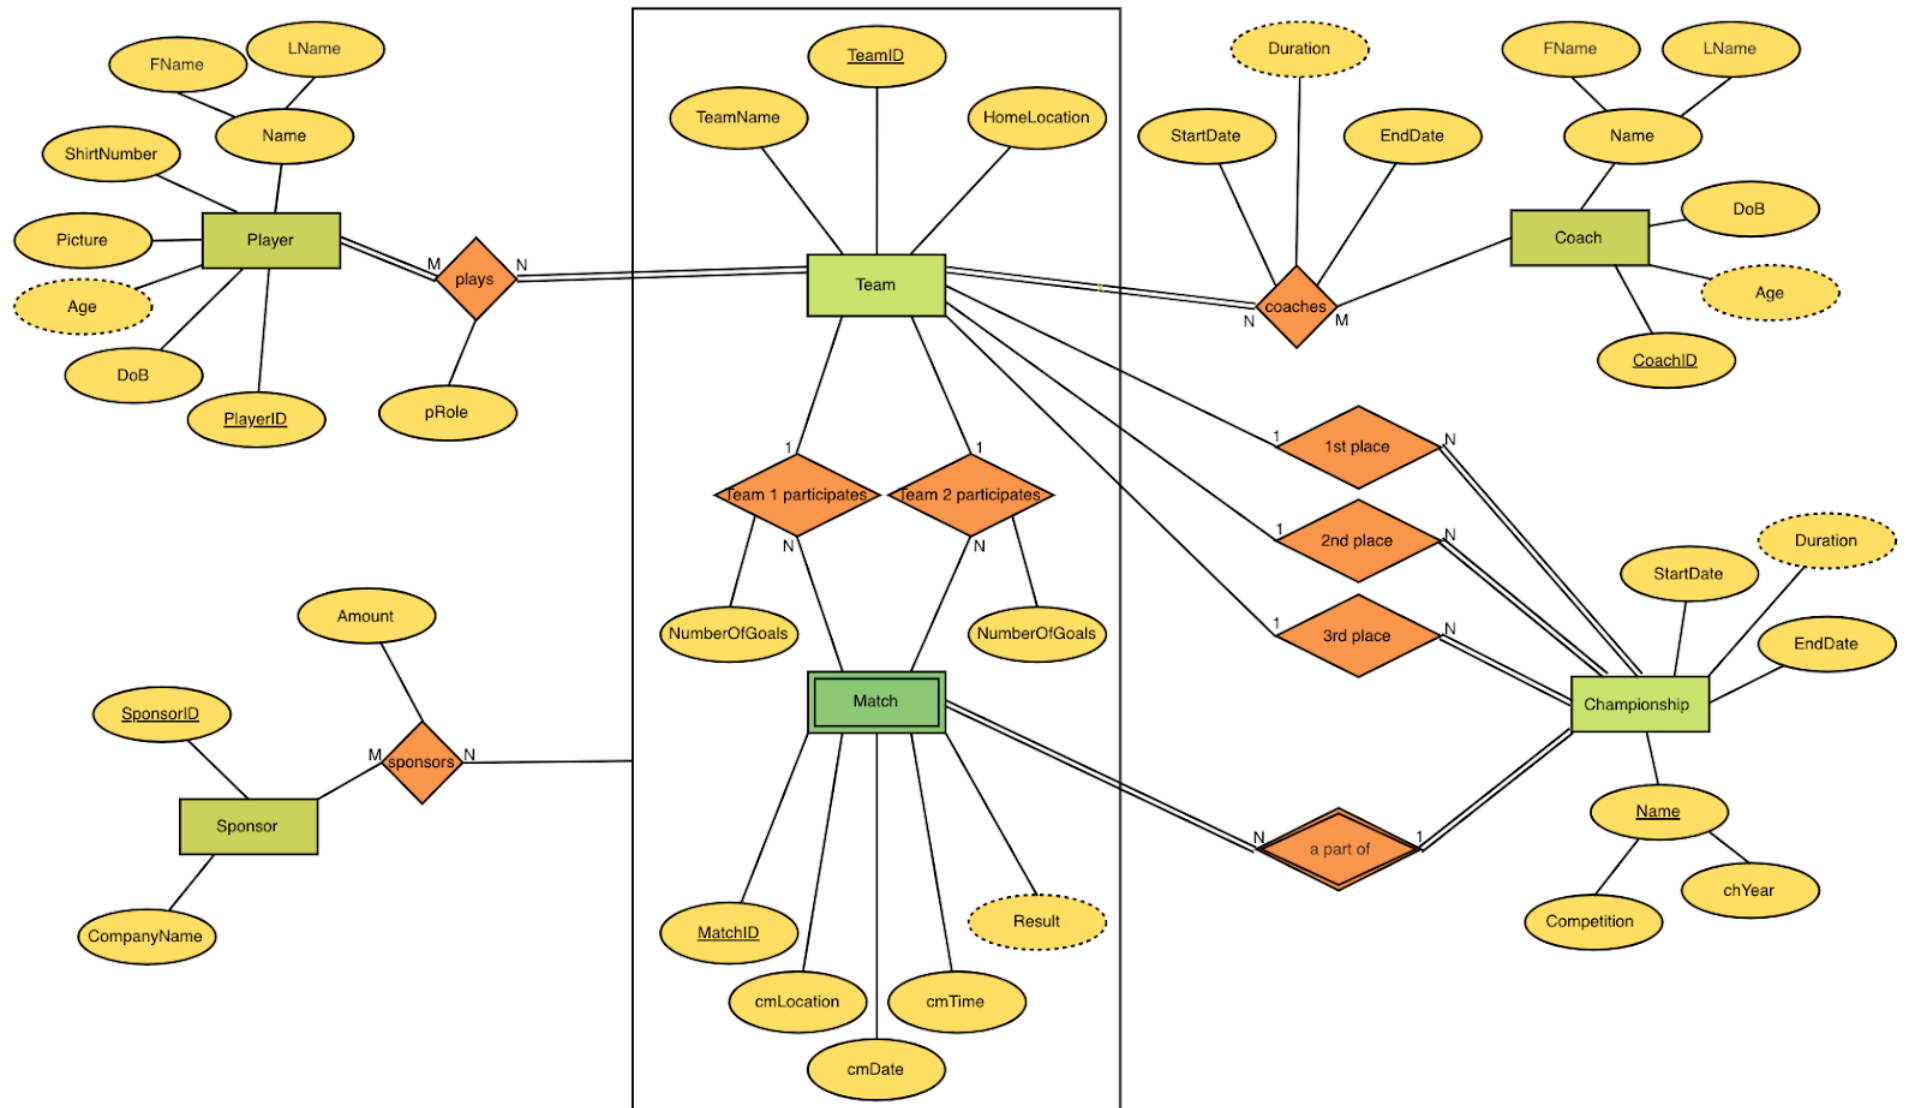 LName
FName
Name
ShirtNumber
Picture
Player
Age
DoB
PlayerID
M
plays
N
pRole
TeamID
TeamName
HomeLocation
Team
Duration
StartDate
EndDate
N
coaches
M
FName
LName
Name
DoB
Coach
Age
CoachID
1
Team 1 participates
N
NumberOfGoals
1
Team 2 participates
N
NumberOfGoals
1
1st place
N
1
2nd place
N
1
3rd place
N
Amount
SponsorID
M
sponsors
N
Sponsor
CompanyName
Match
MatchID
Result
cmLocation
cmTime
cmDate
N
a part of
1
Duration
StartDate
EndDate
Championship
Name
chYear
Competition